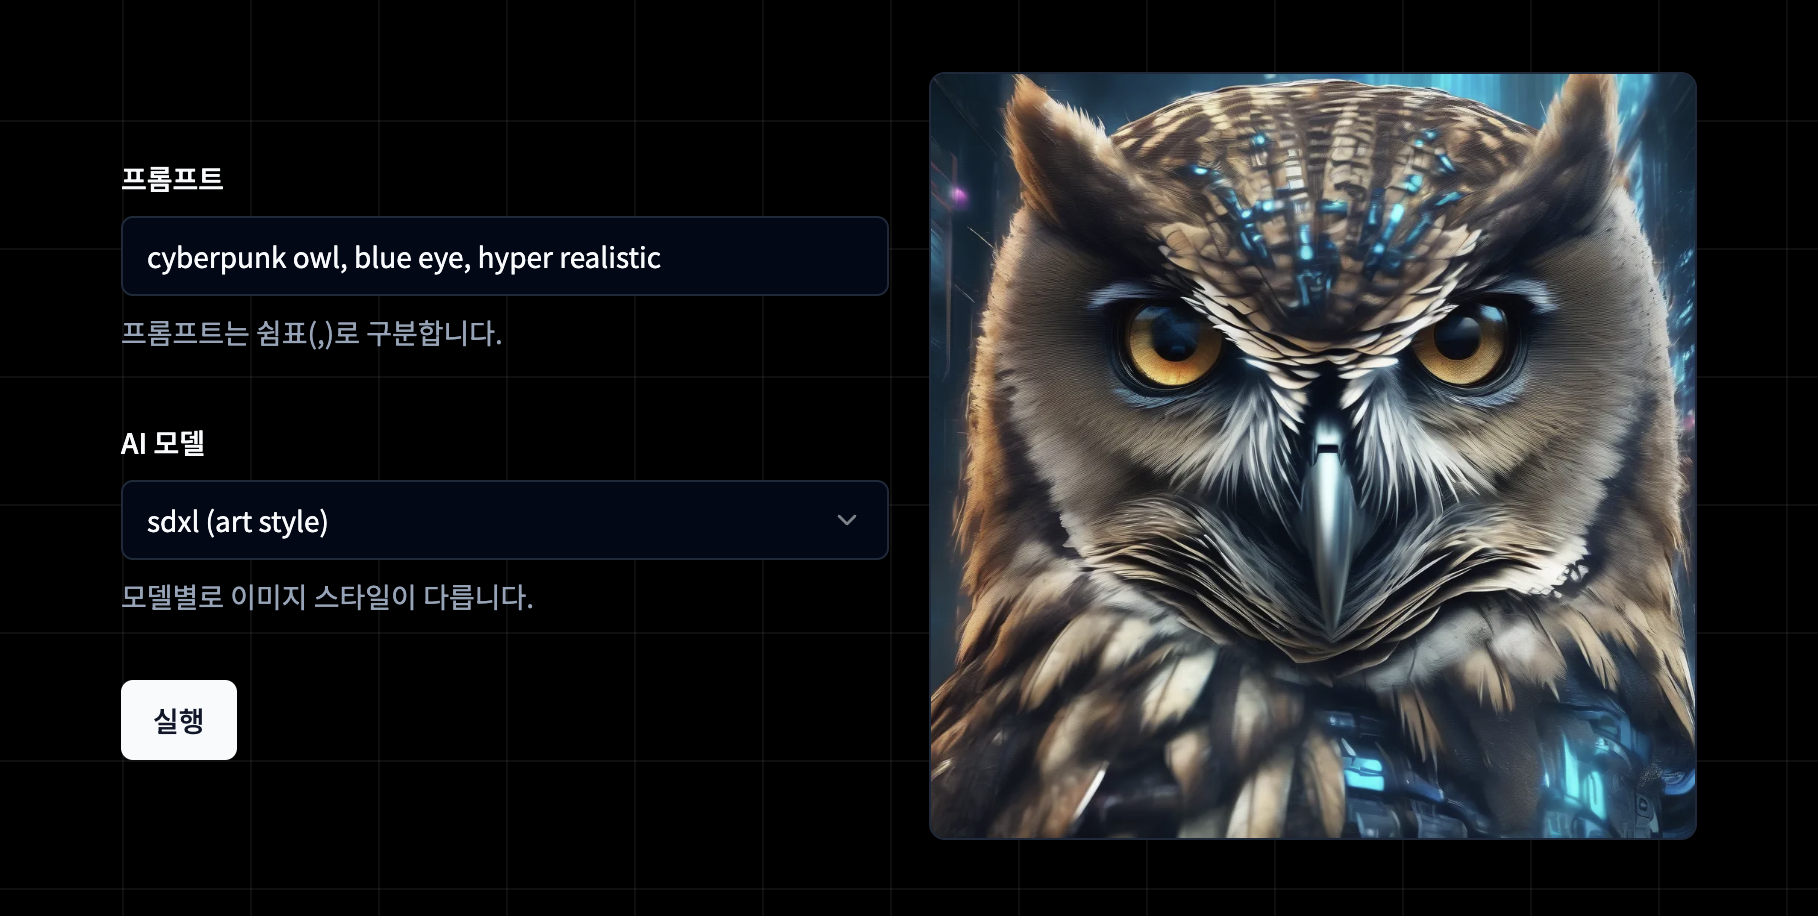 프롬프트
cyberpunk owl, blue eye, hyper realistic
프롬프트는 쉼표(,)로 구분합니다.
AI 모델
sdxl (art style)
모델별로 이미지 스타일이 다릅니다.
실행